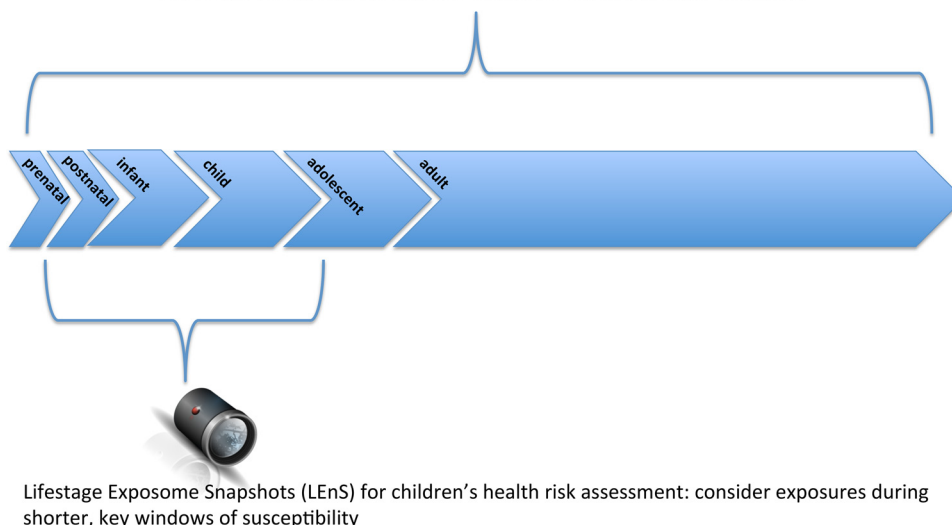 prenatal
postnatal
infant
child
adolescent
adult
Lifestage Exposome Snapshots (LEnS) for children’s health risk assessment: consider exposures during
shorter, key windows of susceptibility